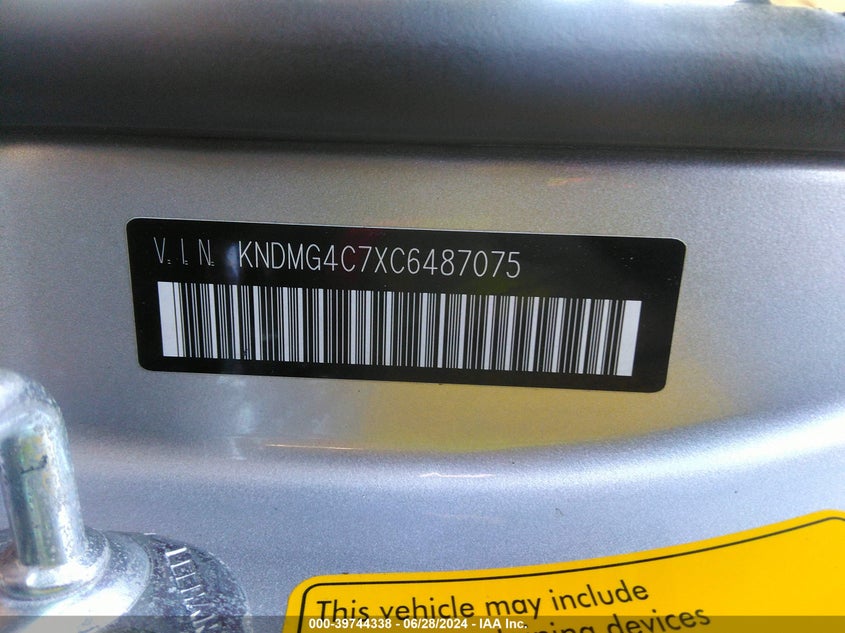 V.I.N. KNDMG4C7XC6487075
This vehicle may include
devices
000-39744338 - 06/28/2024 - IAA Inc.